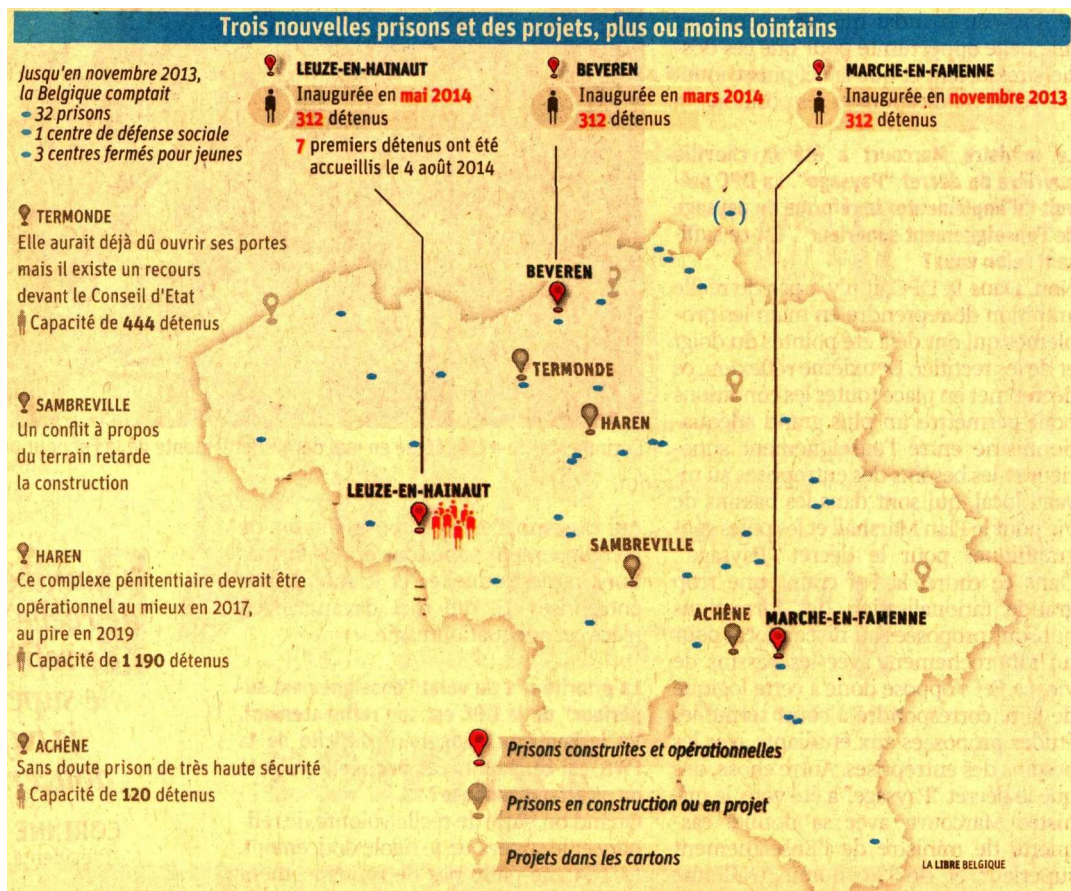 Trois nouvelles prisons et des projets, plus ou moins lointains
Jusqu'en novembre 2013,
la Belgique comptait
32 prisons
1 centre de défense sociale
3 centres fermés pour jeunes
LEUZE-EN-HAINAUT
Inaugurée en mai 2014
312 détenus
7 premiers détenus ont été
accueillis le 4 août 2014
BEVEREN
Inaugurée en mars 2014
312 détenus
MARCHE-EN-FAMENNE
Inaugurée en novembre 2013
312 détenus
TERMONDE
Elle aurait déjà dû ouvrir ses portes
mais il existe un recours
devant le Conseil d'Etat
Capacité de 444 détenus
SAMBREVILLE
Un conflit à propos
du terrain retarde
la construction
HAREN
Ce complexe pénitentiaire devrait être
opérationnel au mieux en 2017,
au pire en 2019
Capacité de 1 190 détenus
ACHÊNE
Sans doute prison de très haute sécurité
Capacité de 120 détenus
( )
BEVEREN
TERMONDE
HAREN
LEUZE-EN-HAINAUT
SAMBREVILLE
ACHÊNE
MARCHE-EN-FAMENNE
Prisons construites et opérationnelles
Prisons en construction ou en projet
Projets dans les cartons
LA LIBRE BELGIQUE